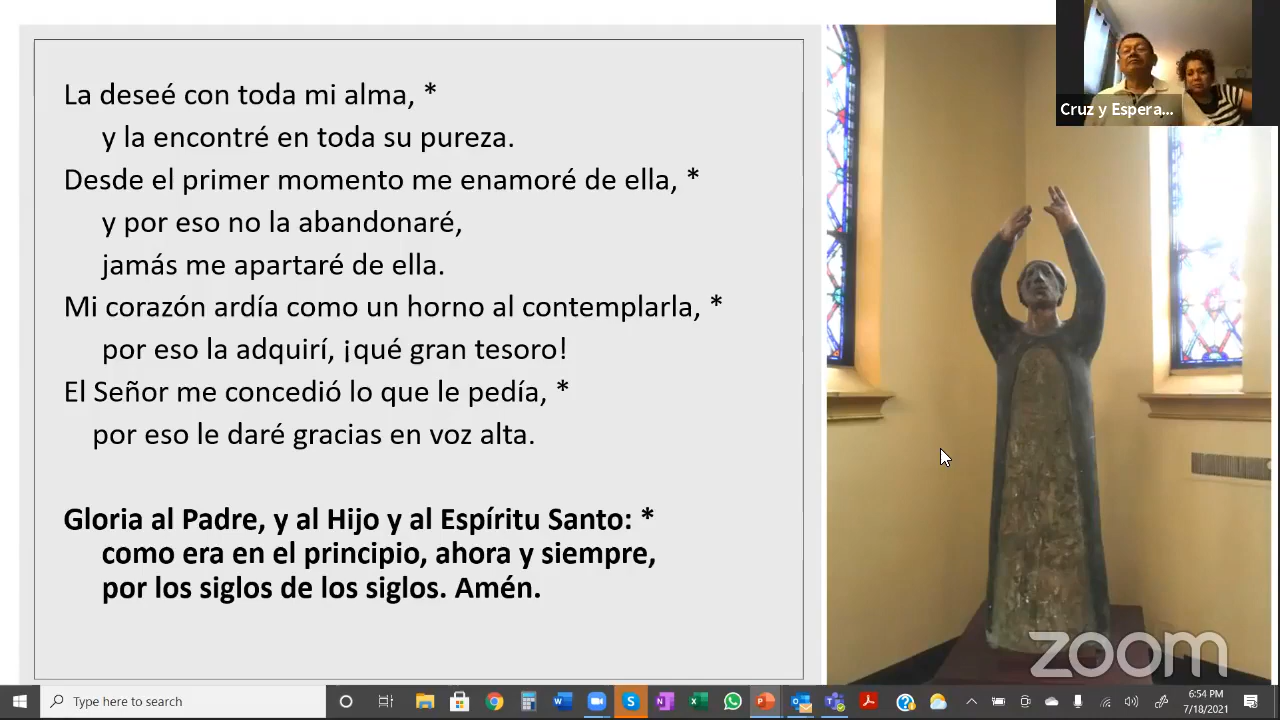 La deseé con toda mi alma, *
y la encontré en toda su pureza.
Desde el primer momento me enamoré de ella, *
y por eso no la abandonaré,
jamás me apartaré de ella.
Mi corazón ardía como un horno al contemplarla, *
por eso la adquirí, ¡qué gran tesoro!
El Señor me concedió lo que le pedía, *
por eso le daré gracias en voz alta.
Gloria al Padre, y al Hijo y al Espíritu Santo: *
como era en el principio, ahora y siempre,
por los siglos de los siglos. Amén.
Cruz y Espera...
zoom
Type here to search
6:54 PM
7/18/2021